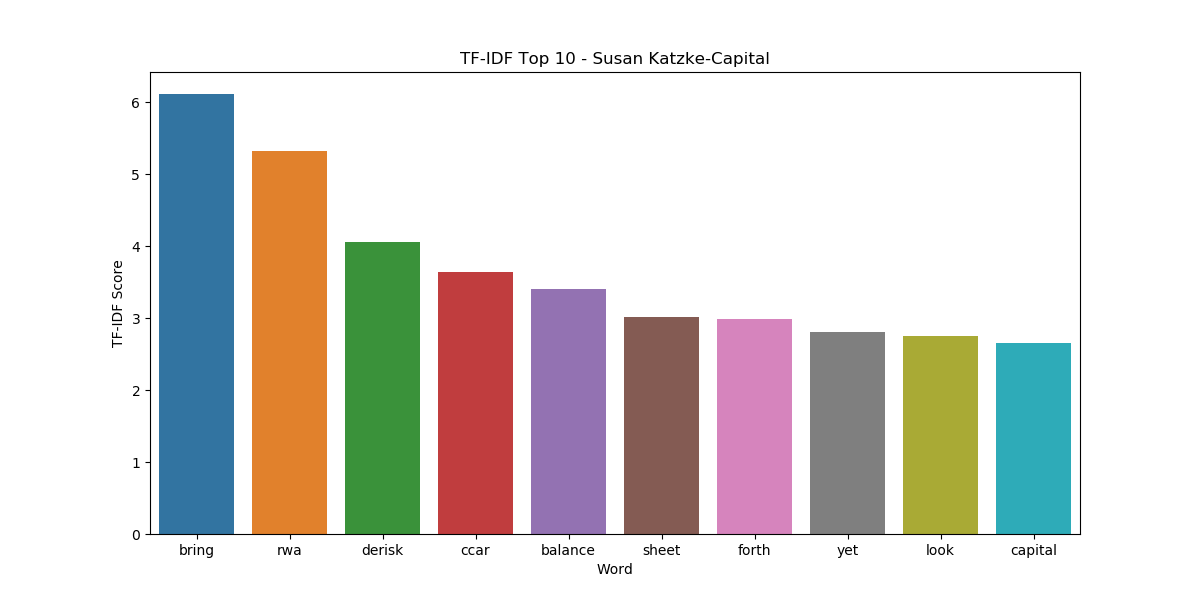 TF-IDF Top 10 - Susan Katzke-Capital
TF-IDF Score
6
5
4
3
2
1
0
bring rwa derisk ccar balance sheet forth yet look capital
Word